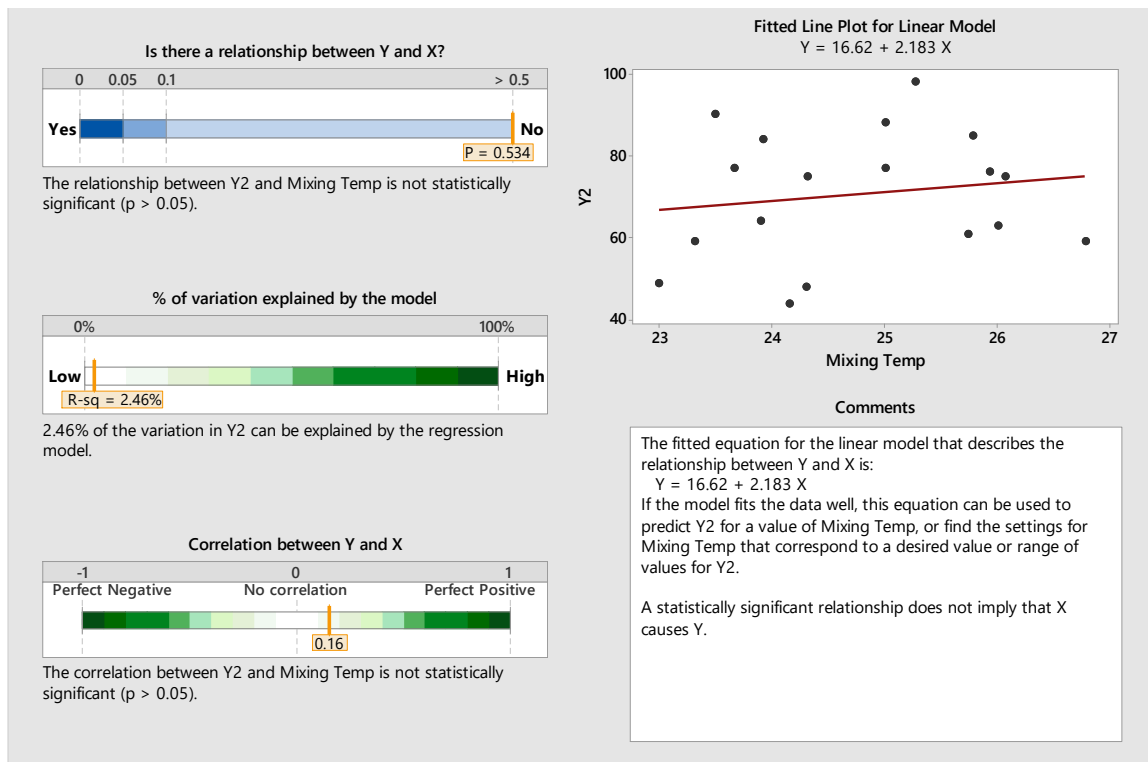 Is there a relationship between Y and X?
0 0.05 0.1 > 0.5
Yes No
P = 0.534
The relationship between Y2 and Mixing Temp is not statistically
significant (p > 0.05).
% of variation explained by the model
0% 100%
Low High
R-sq = 2.46%
2.46% of the variation in Y2 can be explained by the regression
model.
Correlation between Y and X
-1 0 1
Perfect Negative No correlation Perfect Positive
0.16
The correlation between Y2 and Mixing Temp is not statistically
significant (p > 0.05).
Fitted Line Plot for Linear Model
Y = 16.62 + 2.183 X
100
80
60
40
Y2
23 24 25 26 27
Mixing Temp
Comments
The fitted equation for the linear model that describes the
relationship between Y and X is:
Y = 16.62 + 2.183 X
If the model fits the data well, this equation can be used to
predict Y2 for a value of Mixing Temp, or find the settings for
Mixing Temp that correspond to a desired value or range of
values for Y2.
A statistically significant relationship does not imply that X
causes Y.